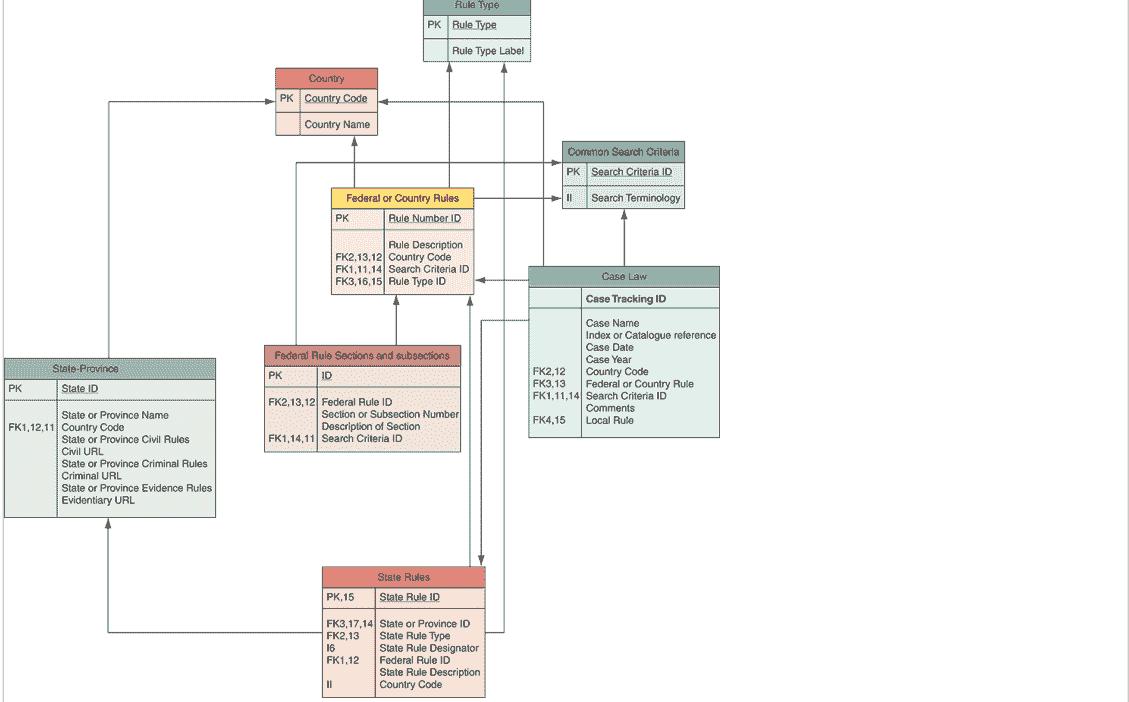 Rule Type
PK Rule Type
Rule Type Label
Country
PK Country Code
Country Name
Common Search Criteria
PK Search Criteria ID
II Search Terminology
Federal or Country Rules
PK Rule Number ID
Rule Description
FK2,13,12 Country Code
FK1,11,14 Search Criteria ID
FK3,16,15 Rule Type ID
Case Law
Case Tracking ID
Case Name
Index or Catalogue reference
Case Date
Case Year
FK2,12 Country Code
FK3,13 Federal or Country Rule
FK1,11,14 Search Criteria ID
Comments
FK4,15 Local Rule
Federal Rule Sections and subsections
PK ID
FK2,13,12 Federal Rule ID
Section or Subsection Number
Description of Section
FK1,14,11 Search Criteria ID
State-Province
PK State ID
State or Province Name
FK1,12,11 Country Code
State or Province Civil Rules
Civil URL
State or Province Criminal Rules
Criminal URL
State or Province Evidence Rules
Evidentiary URL
State Rules
PK,15 State Rule ID
FK3,17,14 State or Province ID
FK2,13 State Rule Type
I6 State Rule Designator
FK1,12 Federal Rule ID
State Rule Description
II Country Code